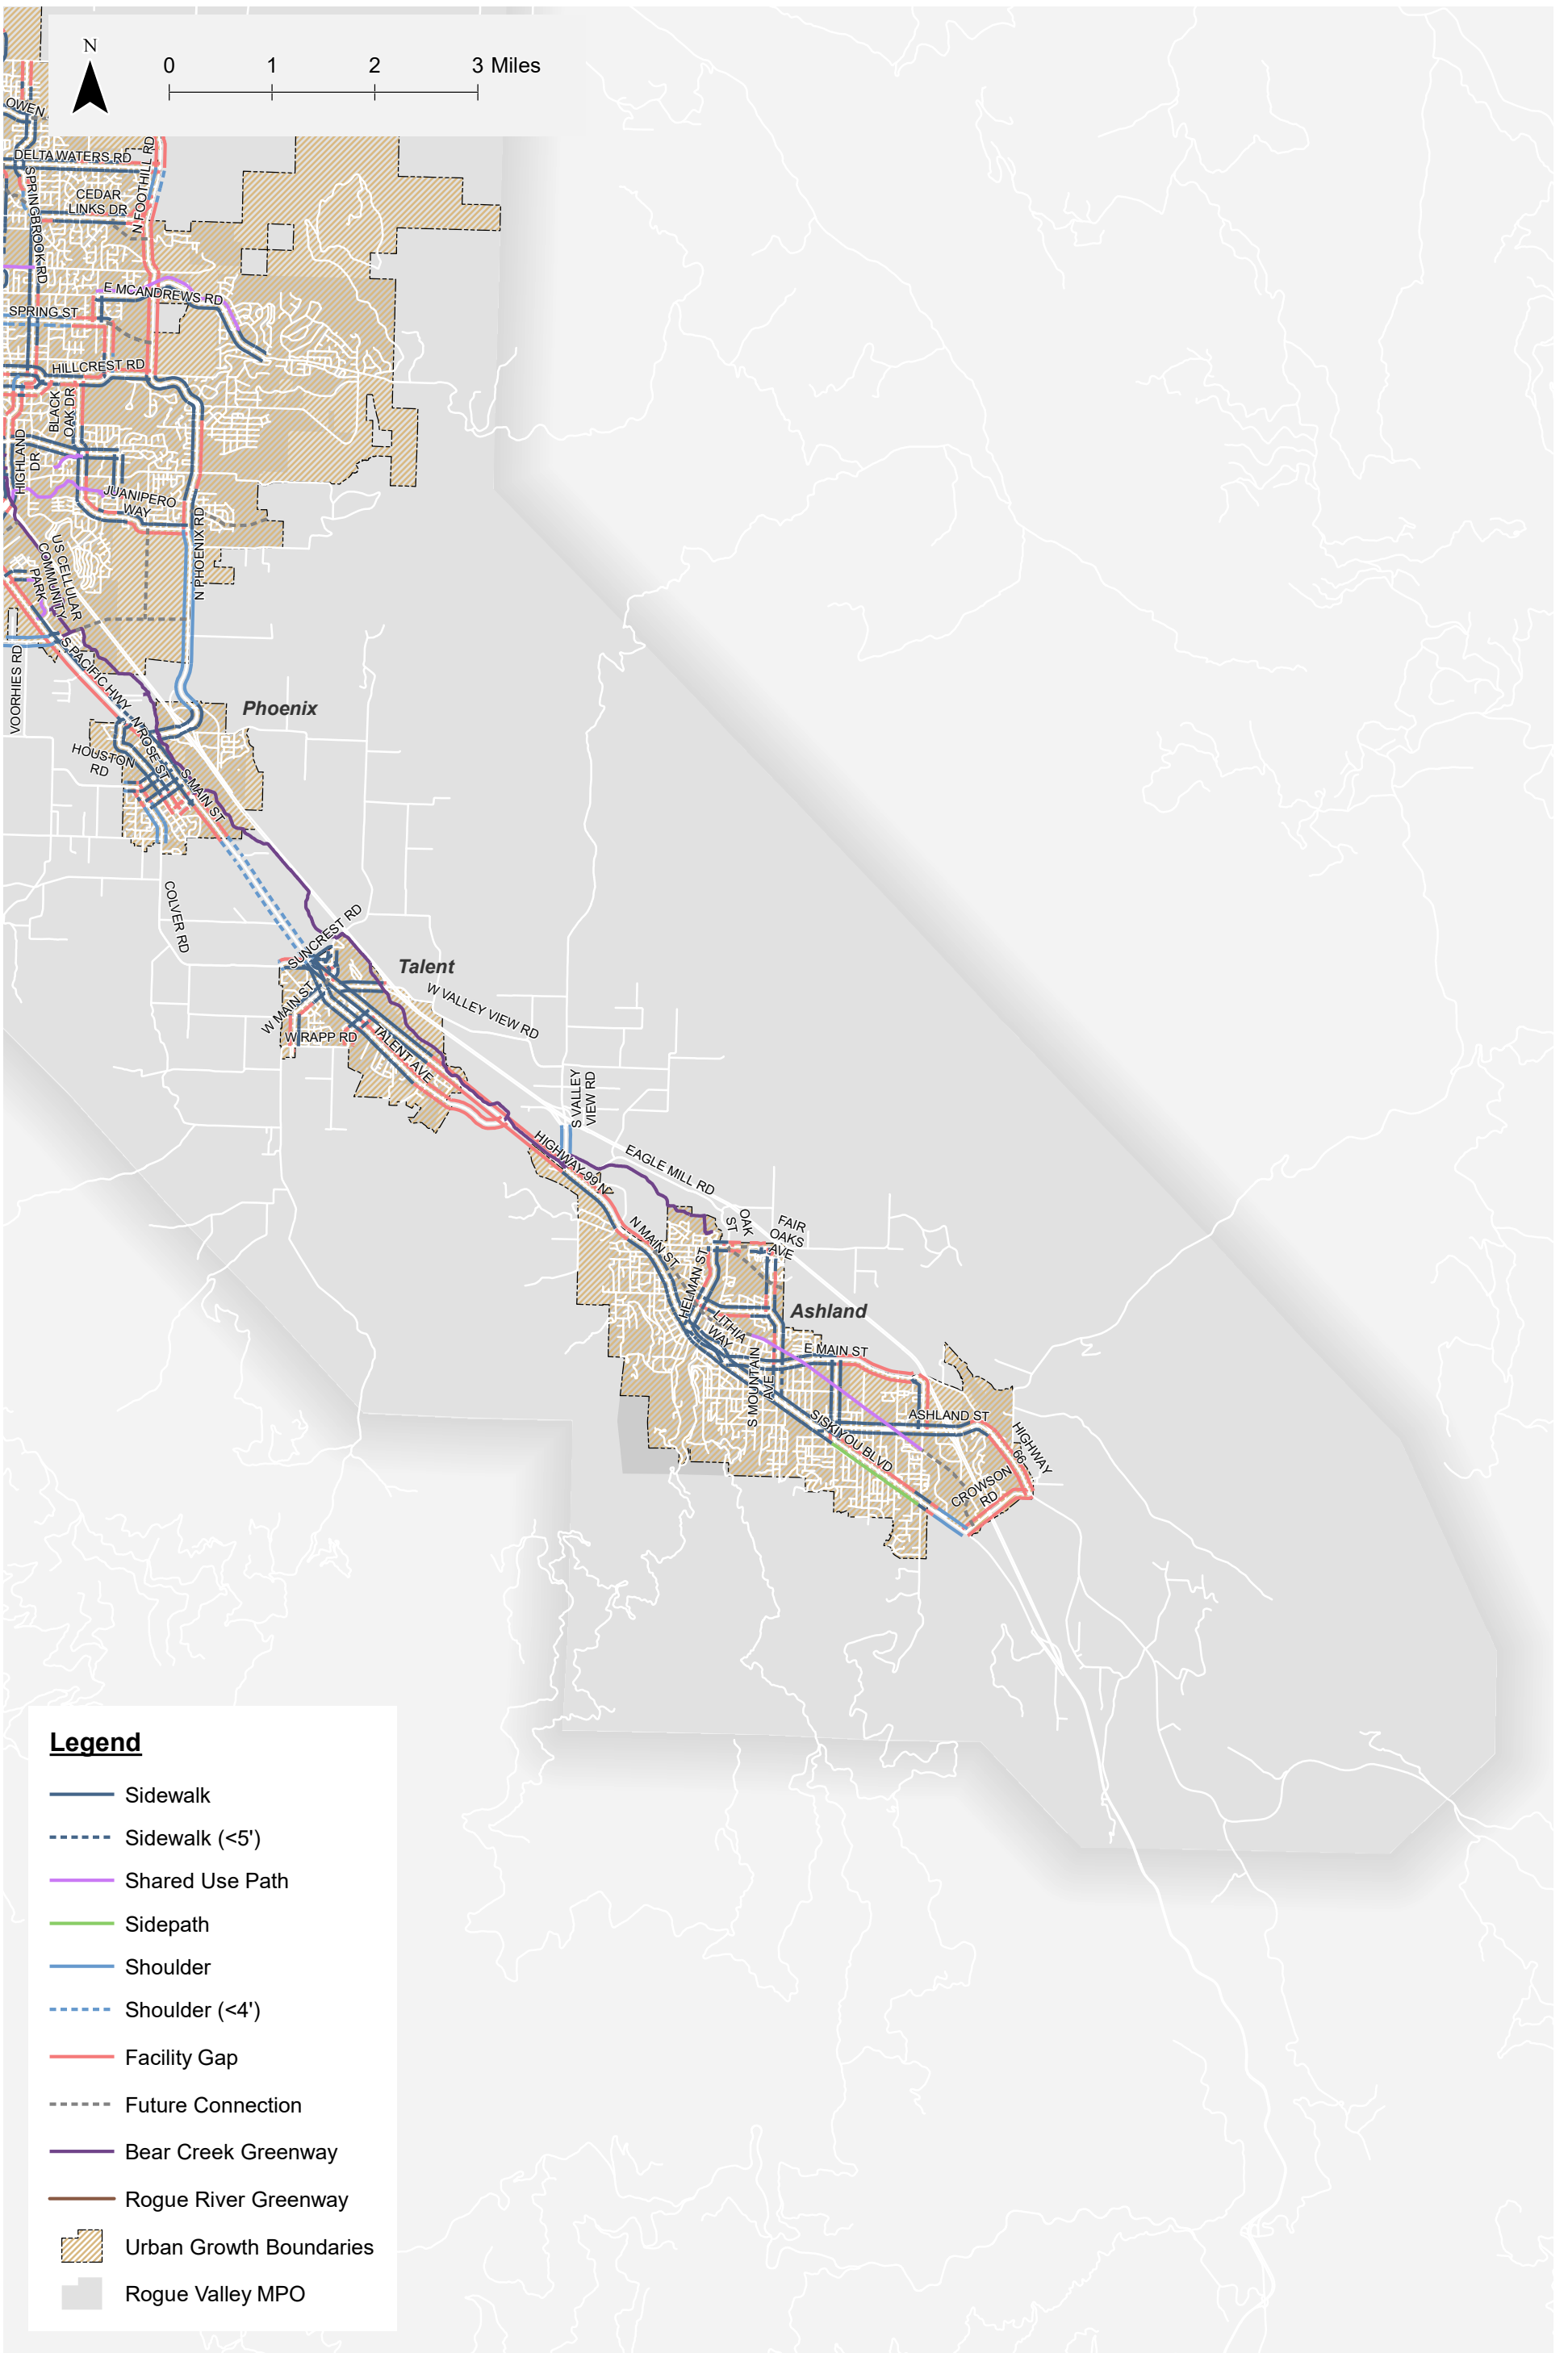 N
0 1 2 3 Miles
OWEN
DELTA WATERS RD
N FOOTHILL RD
SPRINGBROOK RD
CEDAR
LINKS DR
E MCANDREWS RD
SPRING ST
HILLCREST RD
BLACK
OAK DR
HIGHLAND
DR
JUANIPERO
WAY
N PHOENIX RD
US CELLULAR
COMMUNITY
PARK
S PACIFIC HWY
VOORHIES RD
Phoenix
N ROSE ST
HOUSTON
RD
S MAIN ST
COLVER RD
SUNCREST RD
Talent
W VALLEY VIEW RD
W MAIN ST
W RAPP RD
TALENT AVE
S VALLEY
VIEW RD
HIGHWAY 99 N
EAGLE MILL RD
OAK
ST
FAIR
OAKS
AVE
N MAIN ST
HELMAN ST
Ashland
LITHIA
WAY
E MAIN ST
S MOUNTAIN
AVE
ASHLAND ST
SISKIYOU BLVD
HIGHWAY
66
CROWSON
RD
Legend
Sidewalk
Sidewalk (<5')
Shared Use Path
Sidepath
Shoulder
Shoulder (<4')
Facility Gap
Future Connection
Bear Creek Greenway
Rogue River Greenway
Urban Growth Boundaries
Rogue Valley MPO